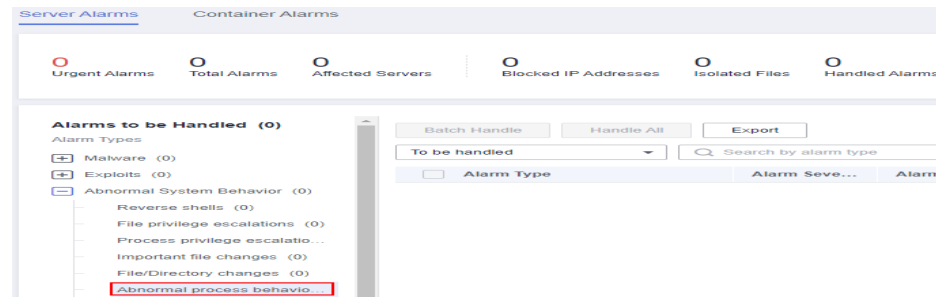 Server Alarms Container Alarms
0 0 0 0 0 0
Urgent Alarms Total Alarms Affected Servers Blocked IP Addresses Isolated Files Handled Alarms
Alarms to be Handled (0)
Alarm Types
Malware (0)
Exploits (0)
Abnormal System Behavior (0)
Reverse shells (0)
File privilege escalations (0)
Process privilege escalatio...
Important file changes (0)
File/Directory changes (0)
Abnormal process behavio...
Batch Handle Handle All Export
To be handled Search by alarm type
Alarm Type Alarm Seve... Alarm